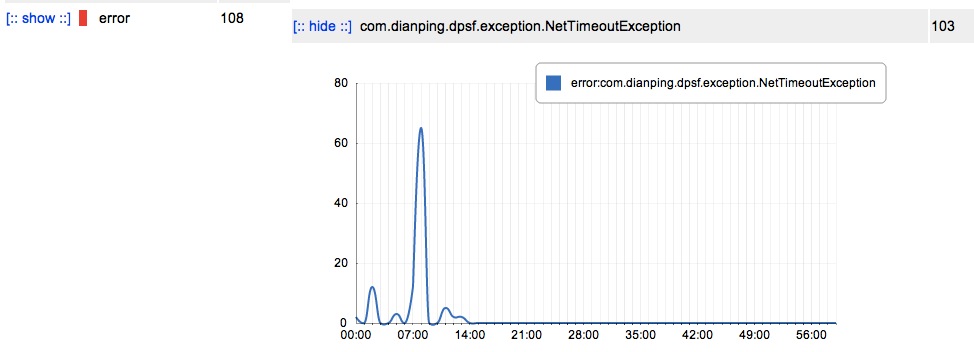 [:: show ::] error 108
[:: hide ::] com.dianping.dpsf.exception.NetTimeoutException 103
error:com.dianping.dpsf.exception.NetTimeoutException
80
60
40
20
0
00:00 07:00 14:00 21:00 28:00 35:00 42:00 49:00 56:00